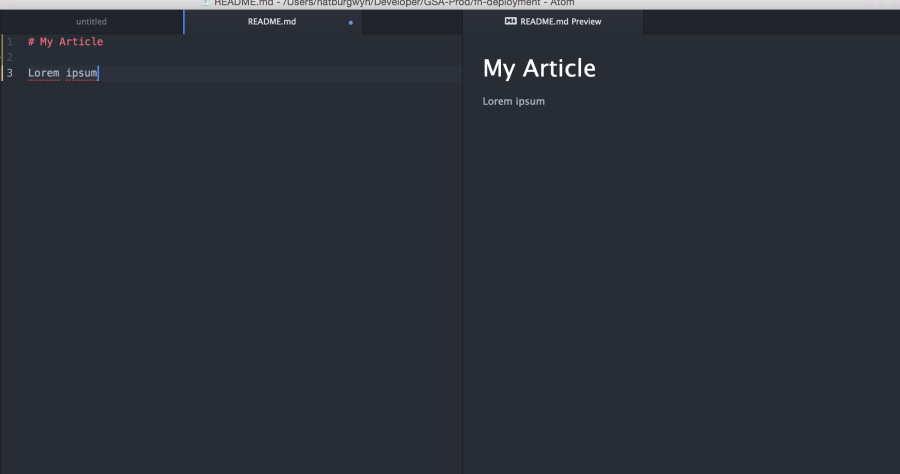 README.md - /Users/natburgwyn/Developer/GSA-Prod/fn-deployment - Atom
untitled
README.md
README.md Preview
1 # My Article
2
3 Lorem ipsum
My Article
Lorem ipsum